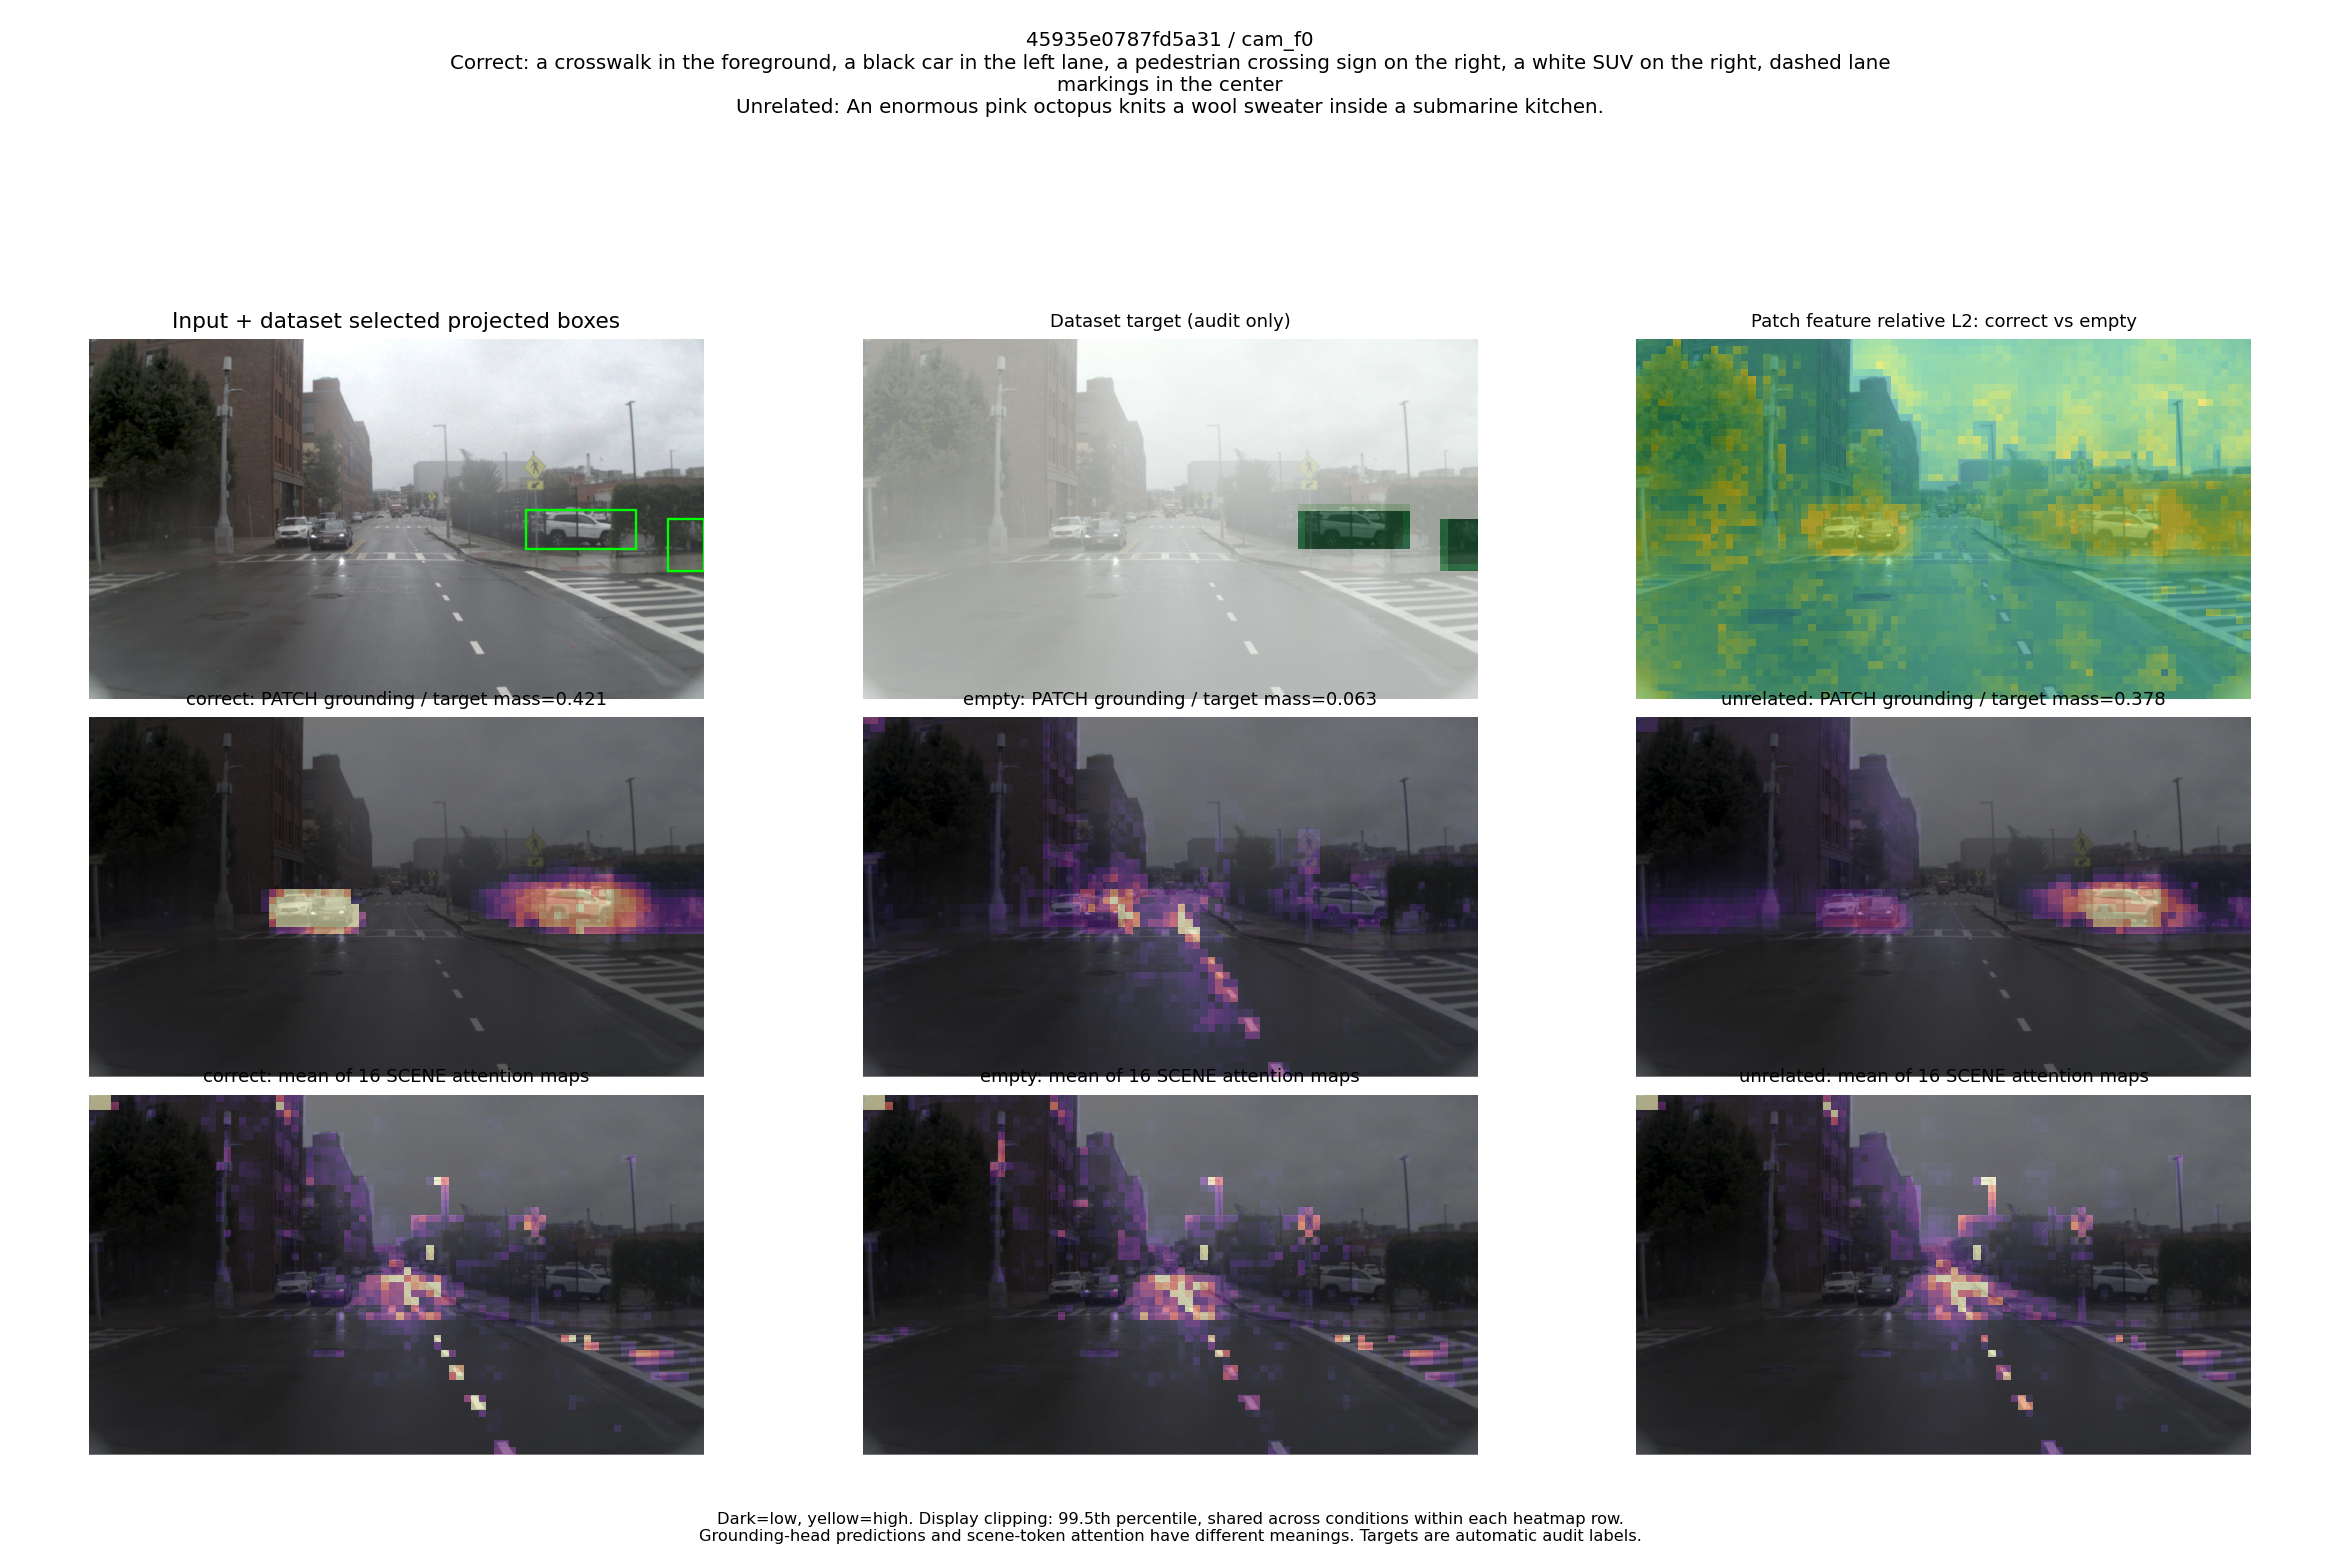 45935e0787fd5a31 / cam_f0
Correct: a crosswalk in the foreground, a black car in the left lane, a pedestrian crossing sign on the right, a white SUV on the right, dashed lane
markings in the center
Unrelated: An enormous pink octopus knits a wool sweater inside a submarine kitchen.
Input + dataset selected projected boxes
Dataset target (audit only)
Patch feature relative L2: correct vs empty
correct: PATCH grounding / target mass=0.421
empty: PATCH grounding / target mass=0.063
unrelated: PATCH grounding / target mass=0.378
correct: mean of 16 SCENE attention maps
empty: mean of 16 SCENE attention maps
unrelated: mean of 16 SCENE attention maps
Dark=low, yellow=high. Display clipping: 99.5th percentile, shared across conditions within each heatmap row.
Grounding-head predictions and scene-token attention have different meanings. Targets are automatic audit labels.